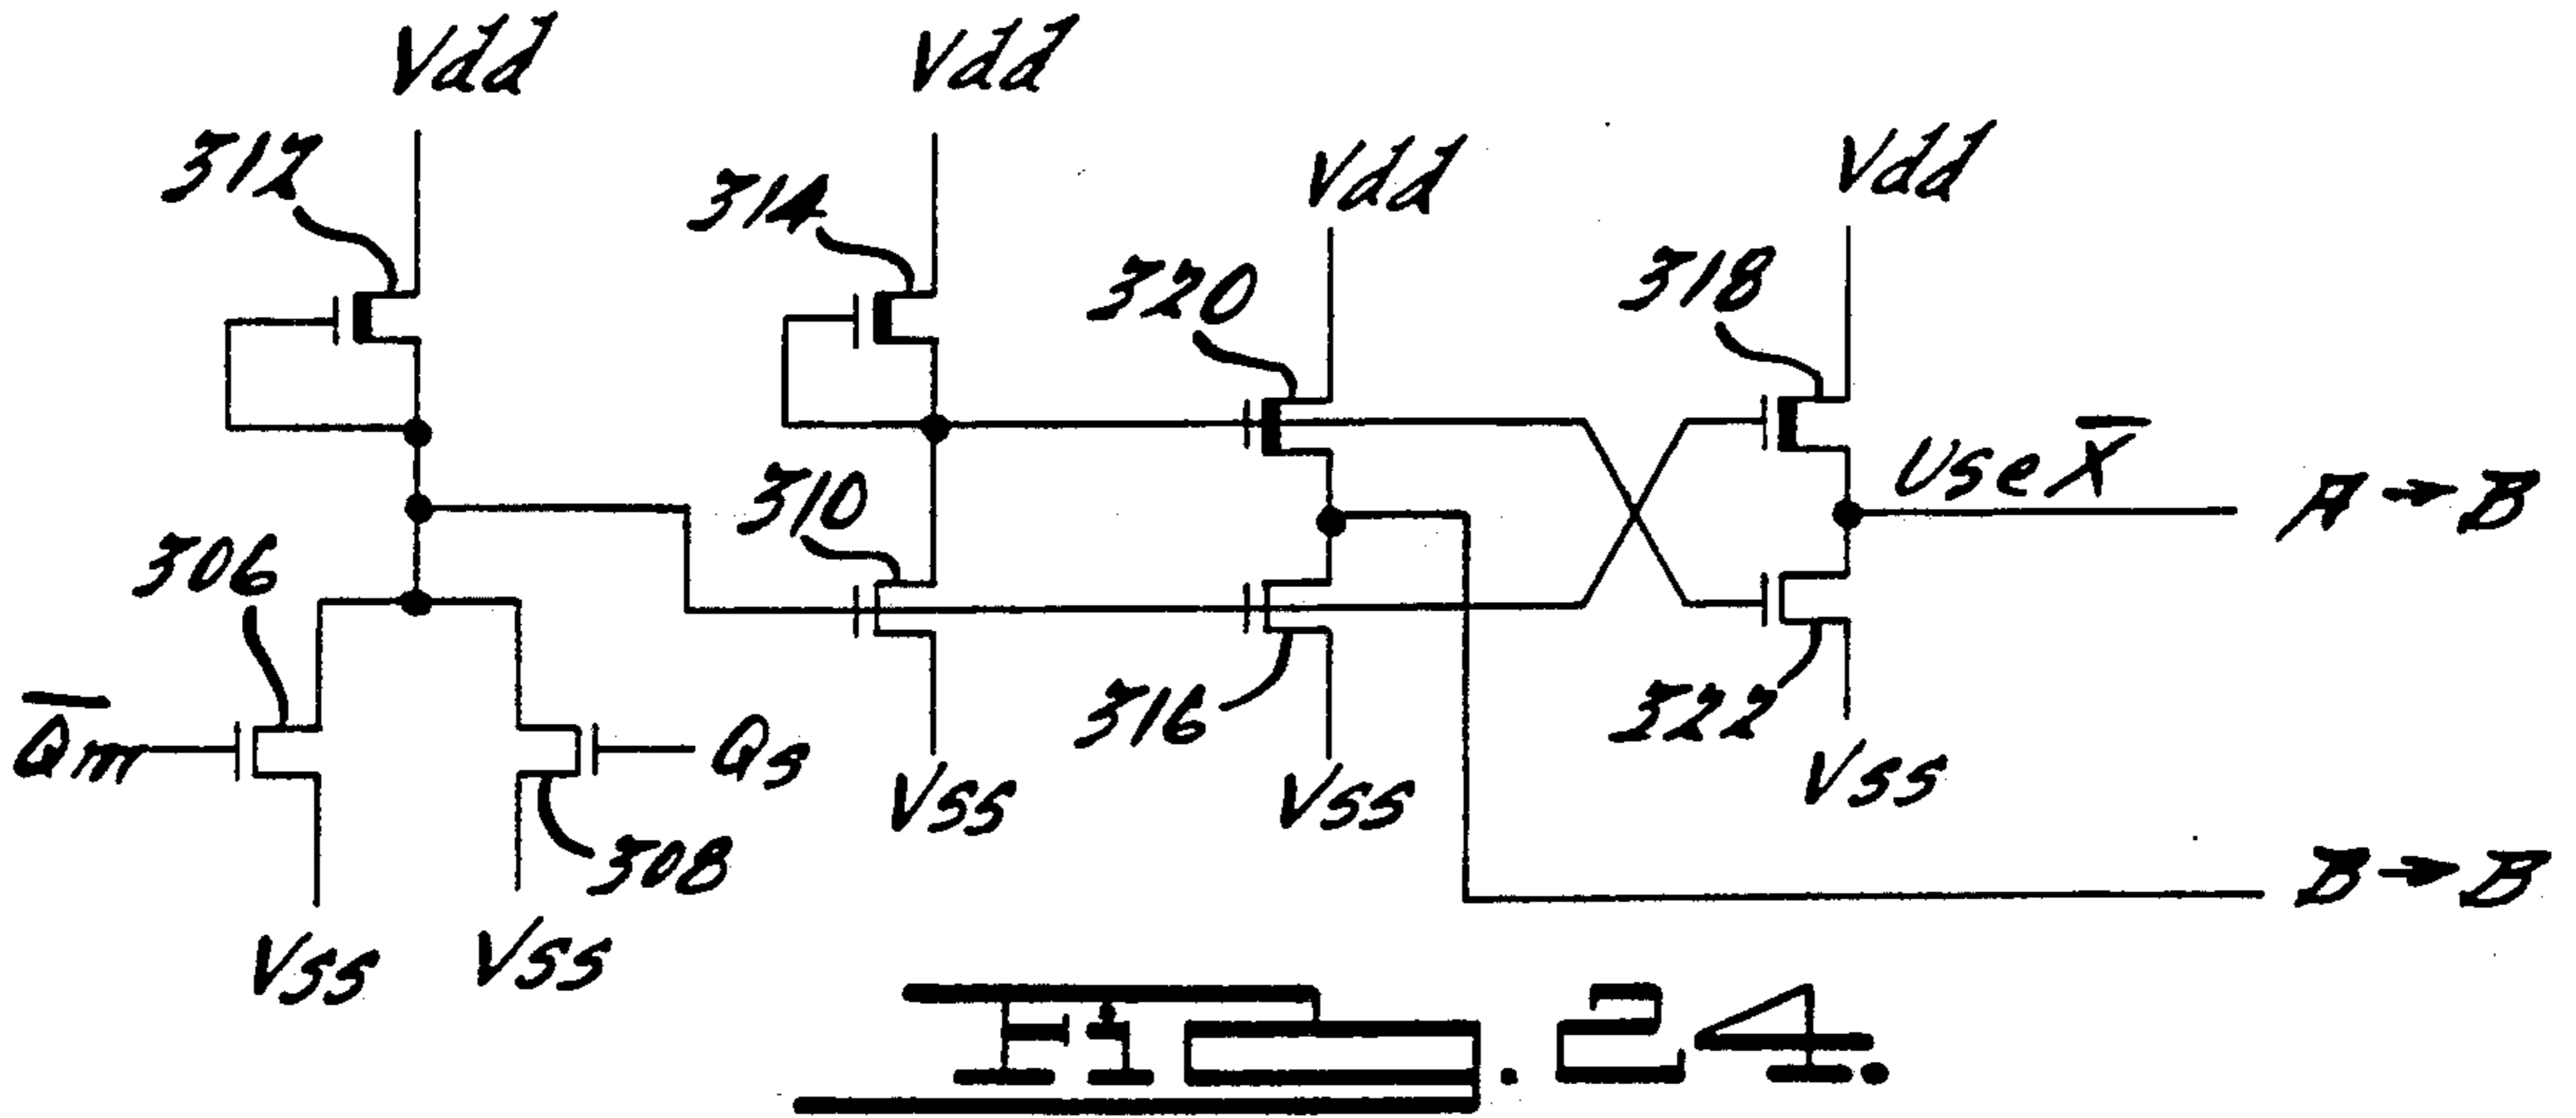 Vdd
Vdd
Vdd
Vdd
312
314
320
318
Use X̅
A → B
310
306
Q̅m
Qs
316
322
Vss
Vss
Vss
308
B → B
Vss
Vss
FIG. 24.